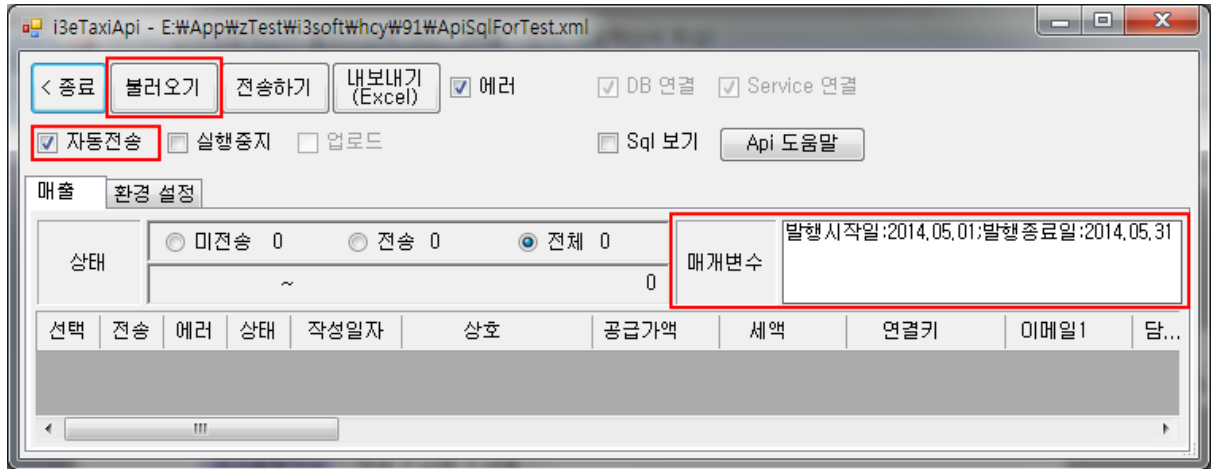 i3eTaxiApi - E:₩App₩zTest₩i3soft₩hcy₩91₩ApiSqlForTest.xml
< 종료 불러오기 전송하기 내보내기 (Excel) 에러 DB 연결 Service 연결
자동전송 실행중지 업로드 Sql 보기 Api 도움말
매출 환경 설정
상태 미전송 0 전송 0 전체 0 매개변수 발행시작일:2014.05.01;발행종료일:2014.05.31
~ 0
선택 전송 에러 상태 작성일자 상호 공급가액 세액 연결키 이메일1 담...